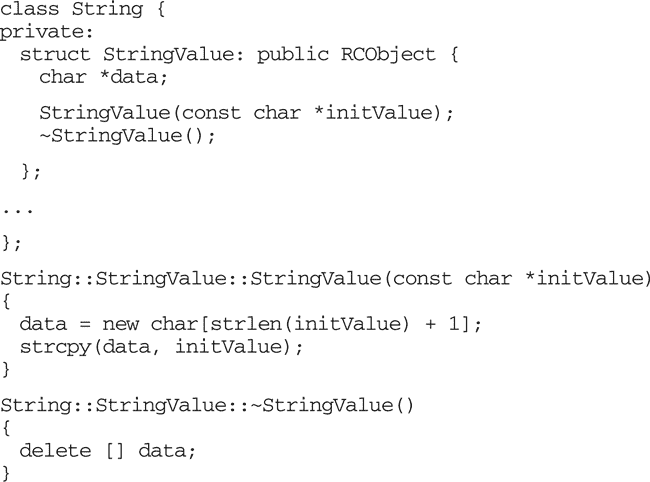 class String {
private:
  struct StringValue: public RCObject {
    char *data;
    StringValue(const char *initValue);
    ~StringValue();
  };
...
};
String::StringValue::StringValue(const char *initValue)
{
  data = new char[strlen(initValue) + 1];
  strcpy(data, initValue);
}
String::StringValue::~StringValue()
{
  delete [] data;
}